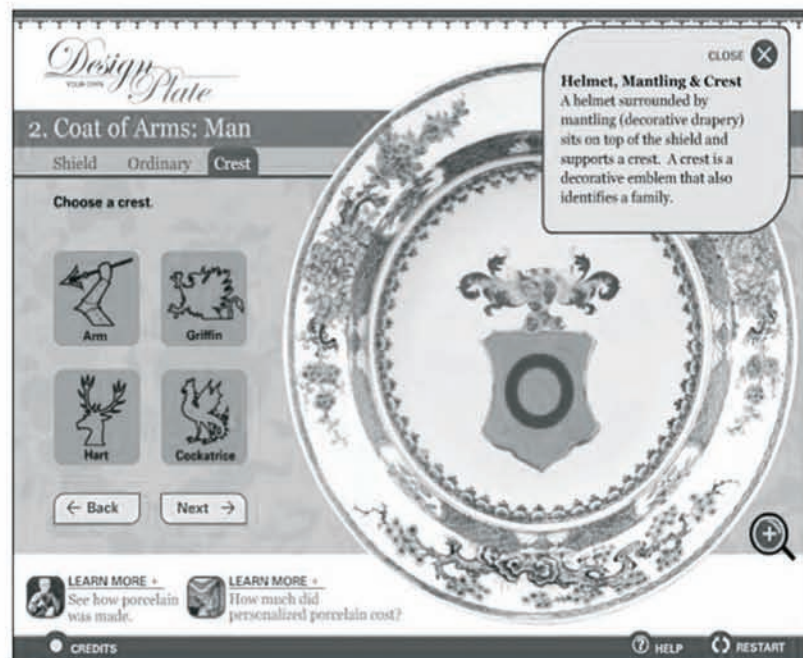 Design
YOUR OWN
Plate
2. Coat of Arms: Man
Shield Ordinary Crest
Choose a crest.
Arm
Griffin
Hart
Cockatrice
← Back
Next →
CLOSE
Helmet, Mantling & Crest
A helmet surrounded by
mantling (decorative drapery)
sits on top of the shield and
supports a crest. A crest is a
decorative emblem that also
identifies a family.
LEARN MORE +
See how porcelain
was made.
LEARN MORE +
How much did
personalized porcelain cost?
CREDITS
HELP
RESTART